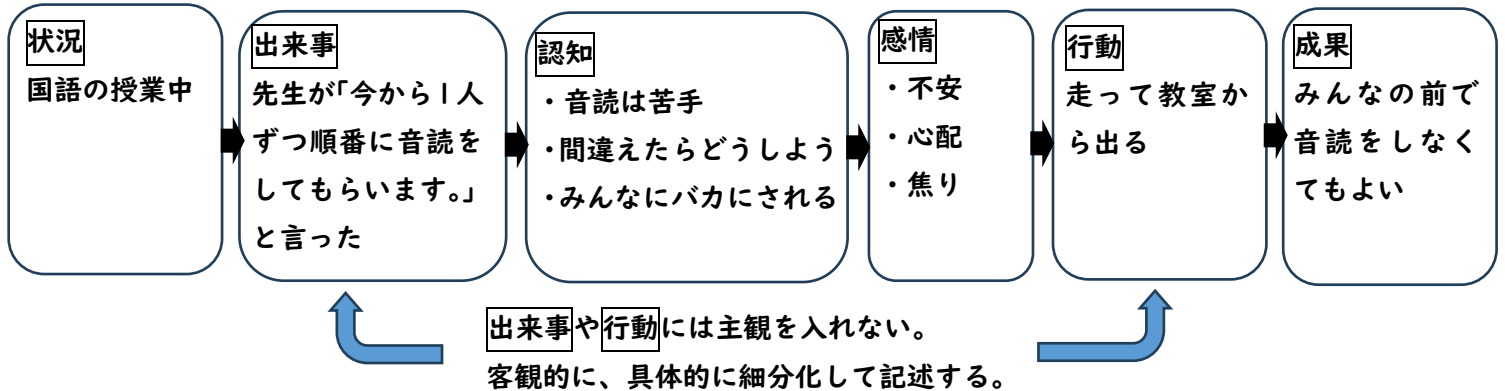 状況
国語の授業中
出来事
先生が「今から1人
ずつ順番に音読を
してもらいます。」
と言った
認知
・音読は苦手
・間違えたらどうしよう
・みんなにバカにされる
感情
・不安
・心配
・焦り
行動
走って教室か
ら出る
成果
みんなの前で
音読をしなく
てもよい
出来事や行動には主観を入れない。
客観的に、具体的に細分化して記述する。